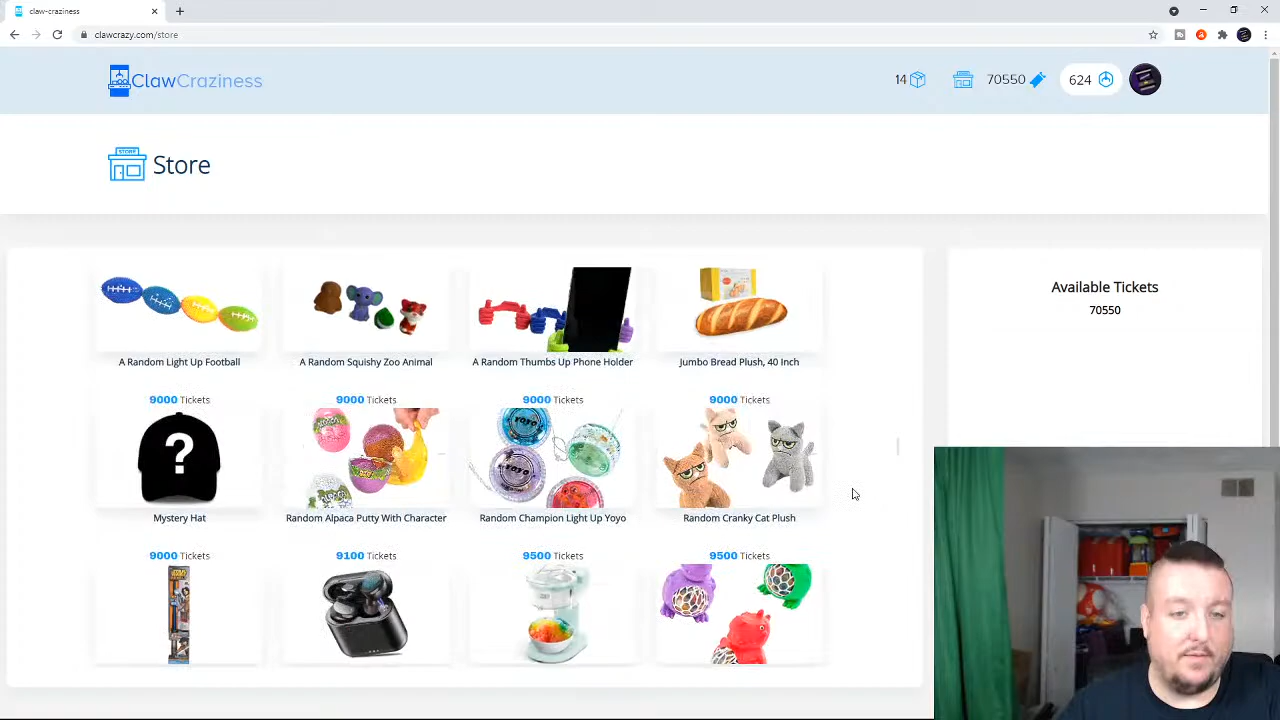 claw-craziness
clawcrazy.com/store
ClawCraziness
14
70550
624
STORE
Store
Available Tickets
70550
A Random Light Up Football
A Random Squishy Zoo Animal
A Random Thumbs Up Phone Holder
Jumbo Bread Plush, 40 Inch
9000 Tickets
9000 Tickets
9000 Tickets
9000 Tickets
?
YOYO
YOYO
Mystery Hat
Random Alpaca Putty With Character
Random Champion Light Up Yoyo
Random Cranky Cat Plush
9000 Tickets
9100 Tickets
9500 Tickets
9500 Tickets